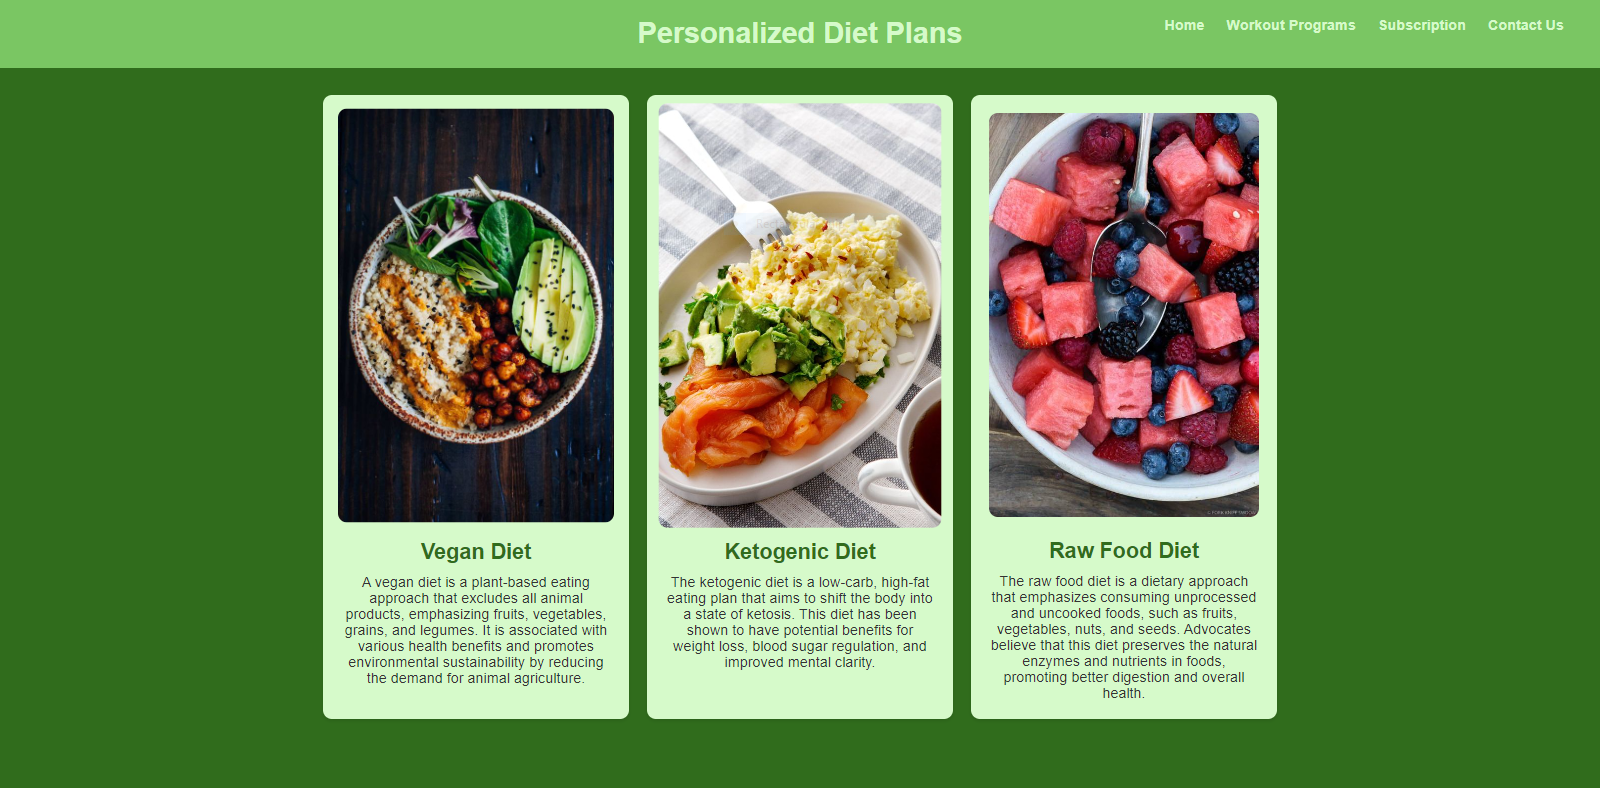 Personalized Diet Plans
Home Workout Programs Subscription Contact Us
Vegan Diet
A vegan diet is a plant-based eating
approach that excludes all animal
products, emphasizing fruits, vegetables,
grains, and legumes. It is associated with
various health benefits and promotes
environmental sustainability by reducing
the demand for animal agriculture.
Ketogenic Diet
The ketogenic diet is a low-carb, high-fat
eating plan that aims to shift the body into
a state of ketosis. This diet has been
shown to have potential benefits for
weight loss, blood sugar regulation, and
improved mental clarity.
Raw Food Diet
The raw food diet is a dietary approach
that emphasizes consuming unprocessed
and uncooked foods, such as fruits,
vegetables, nuts, and seeds. Advocates
believe that this diet preserves the natural
enzymes and nutrients in foods,
promoting better digestion and overall
health.